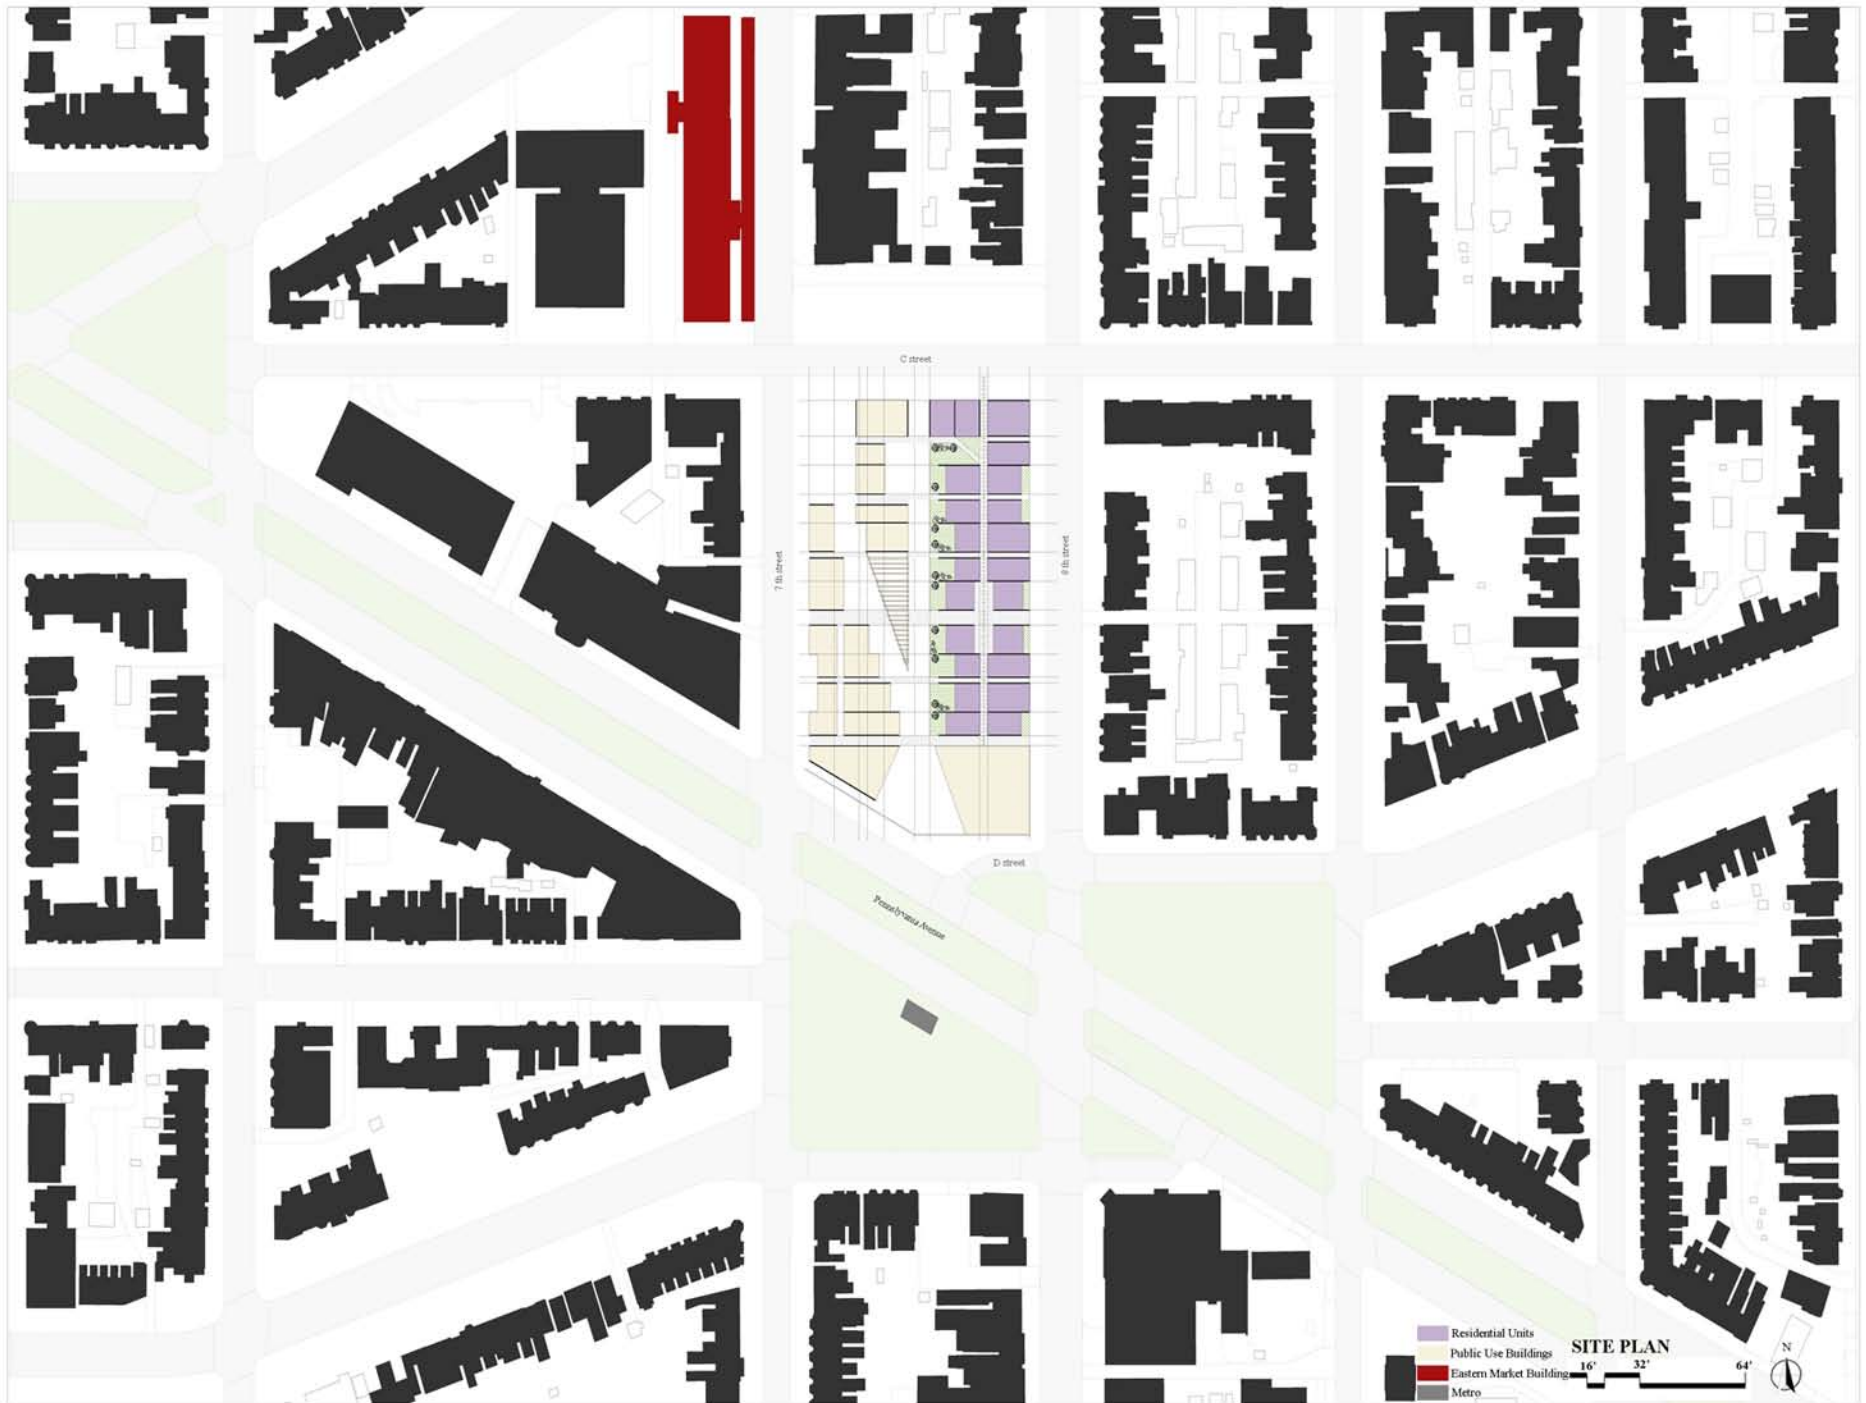 C street
7 th street
8 th street
D street
Pennsylvania Avenue
Residential Units
Public Use Buildings
Eastern Market Building
Metro
SITE PLAN
16' 32' 64'
N